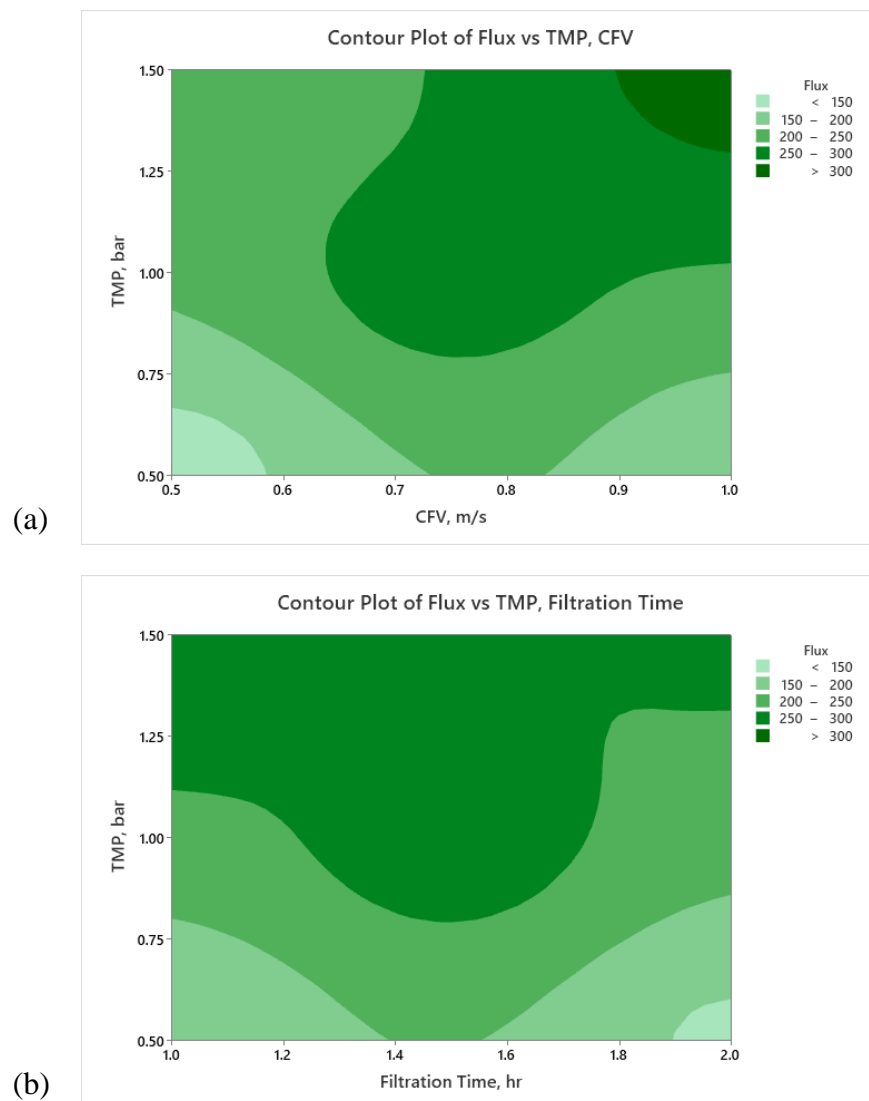 Contour Plot of Flux vs TMP, CFV
1.50
1.25
1.00
0.75
0.50
TMP, bar
0.5 0.6 0.7 0.8 0.9 1.0
CFV, m/s
Flux
< 150
150 – 200
200 – 250
250 – 300
> 300
(a)
Contour Plot of Flux vs TMP, Filtration Time
1.50
1.25
1.00
0.75
0.50
TMP, bar
1.0 1.2 1.4 1.6 1.8 2.0
Filtration Time, hr
Flux
< 150
150 – 200
200 – 250
250 – 300
> 300
(b)